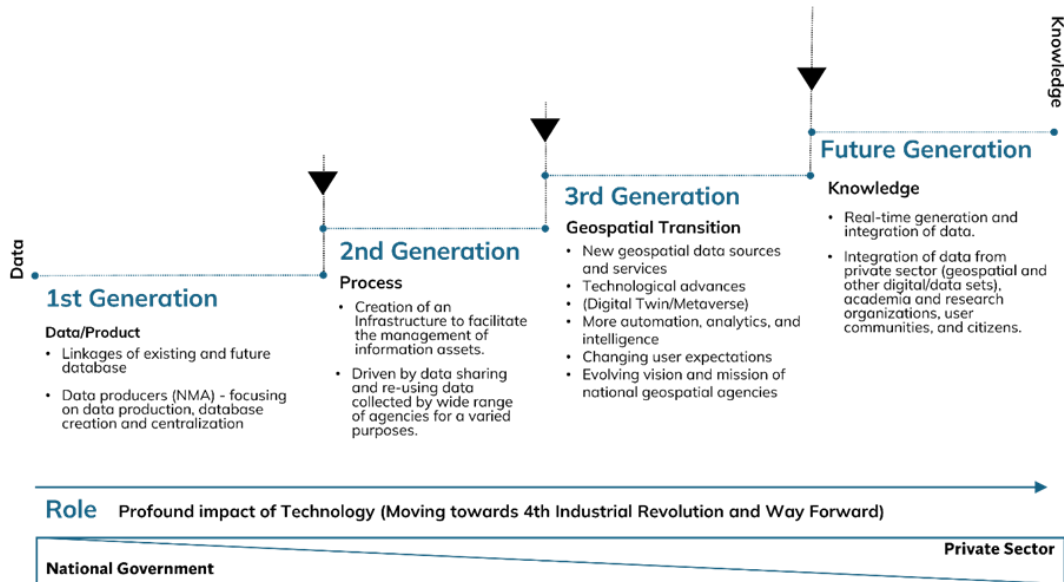 Data
1st Generation
Data/Product
• Linkages of existing and future
database
• Data producers (NMA) - focusing
on data production, database
creation and centralization
2nd Generation
Process
• Creation of an
Infrastructure to facilitate
the management of
information assets.
• Driven by data sharing
and re-using data
collected by wide range
of agencies for a varied
purposes.
3rd Generation
Geospatial Transition
• New geospatial data sources
and services
• Technological advances
• (Digital Twin/Metaverse)
• More automation, analytics, and
intelligence
• Changing user expectations
• Evolving vision and mission of
national geospatial agencies
Future Generation
Knowledge
• Real-time generation and
integration of data.
• Integration of data from
private sector (geospatial and
other digital/data sets),
academia and research
organizations, user
communities, and citizens.
Knowledge
Role Profound impact of Technology (Moving towards 4th Industrial Revolution and Way Forward)
Private Sector
National Government